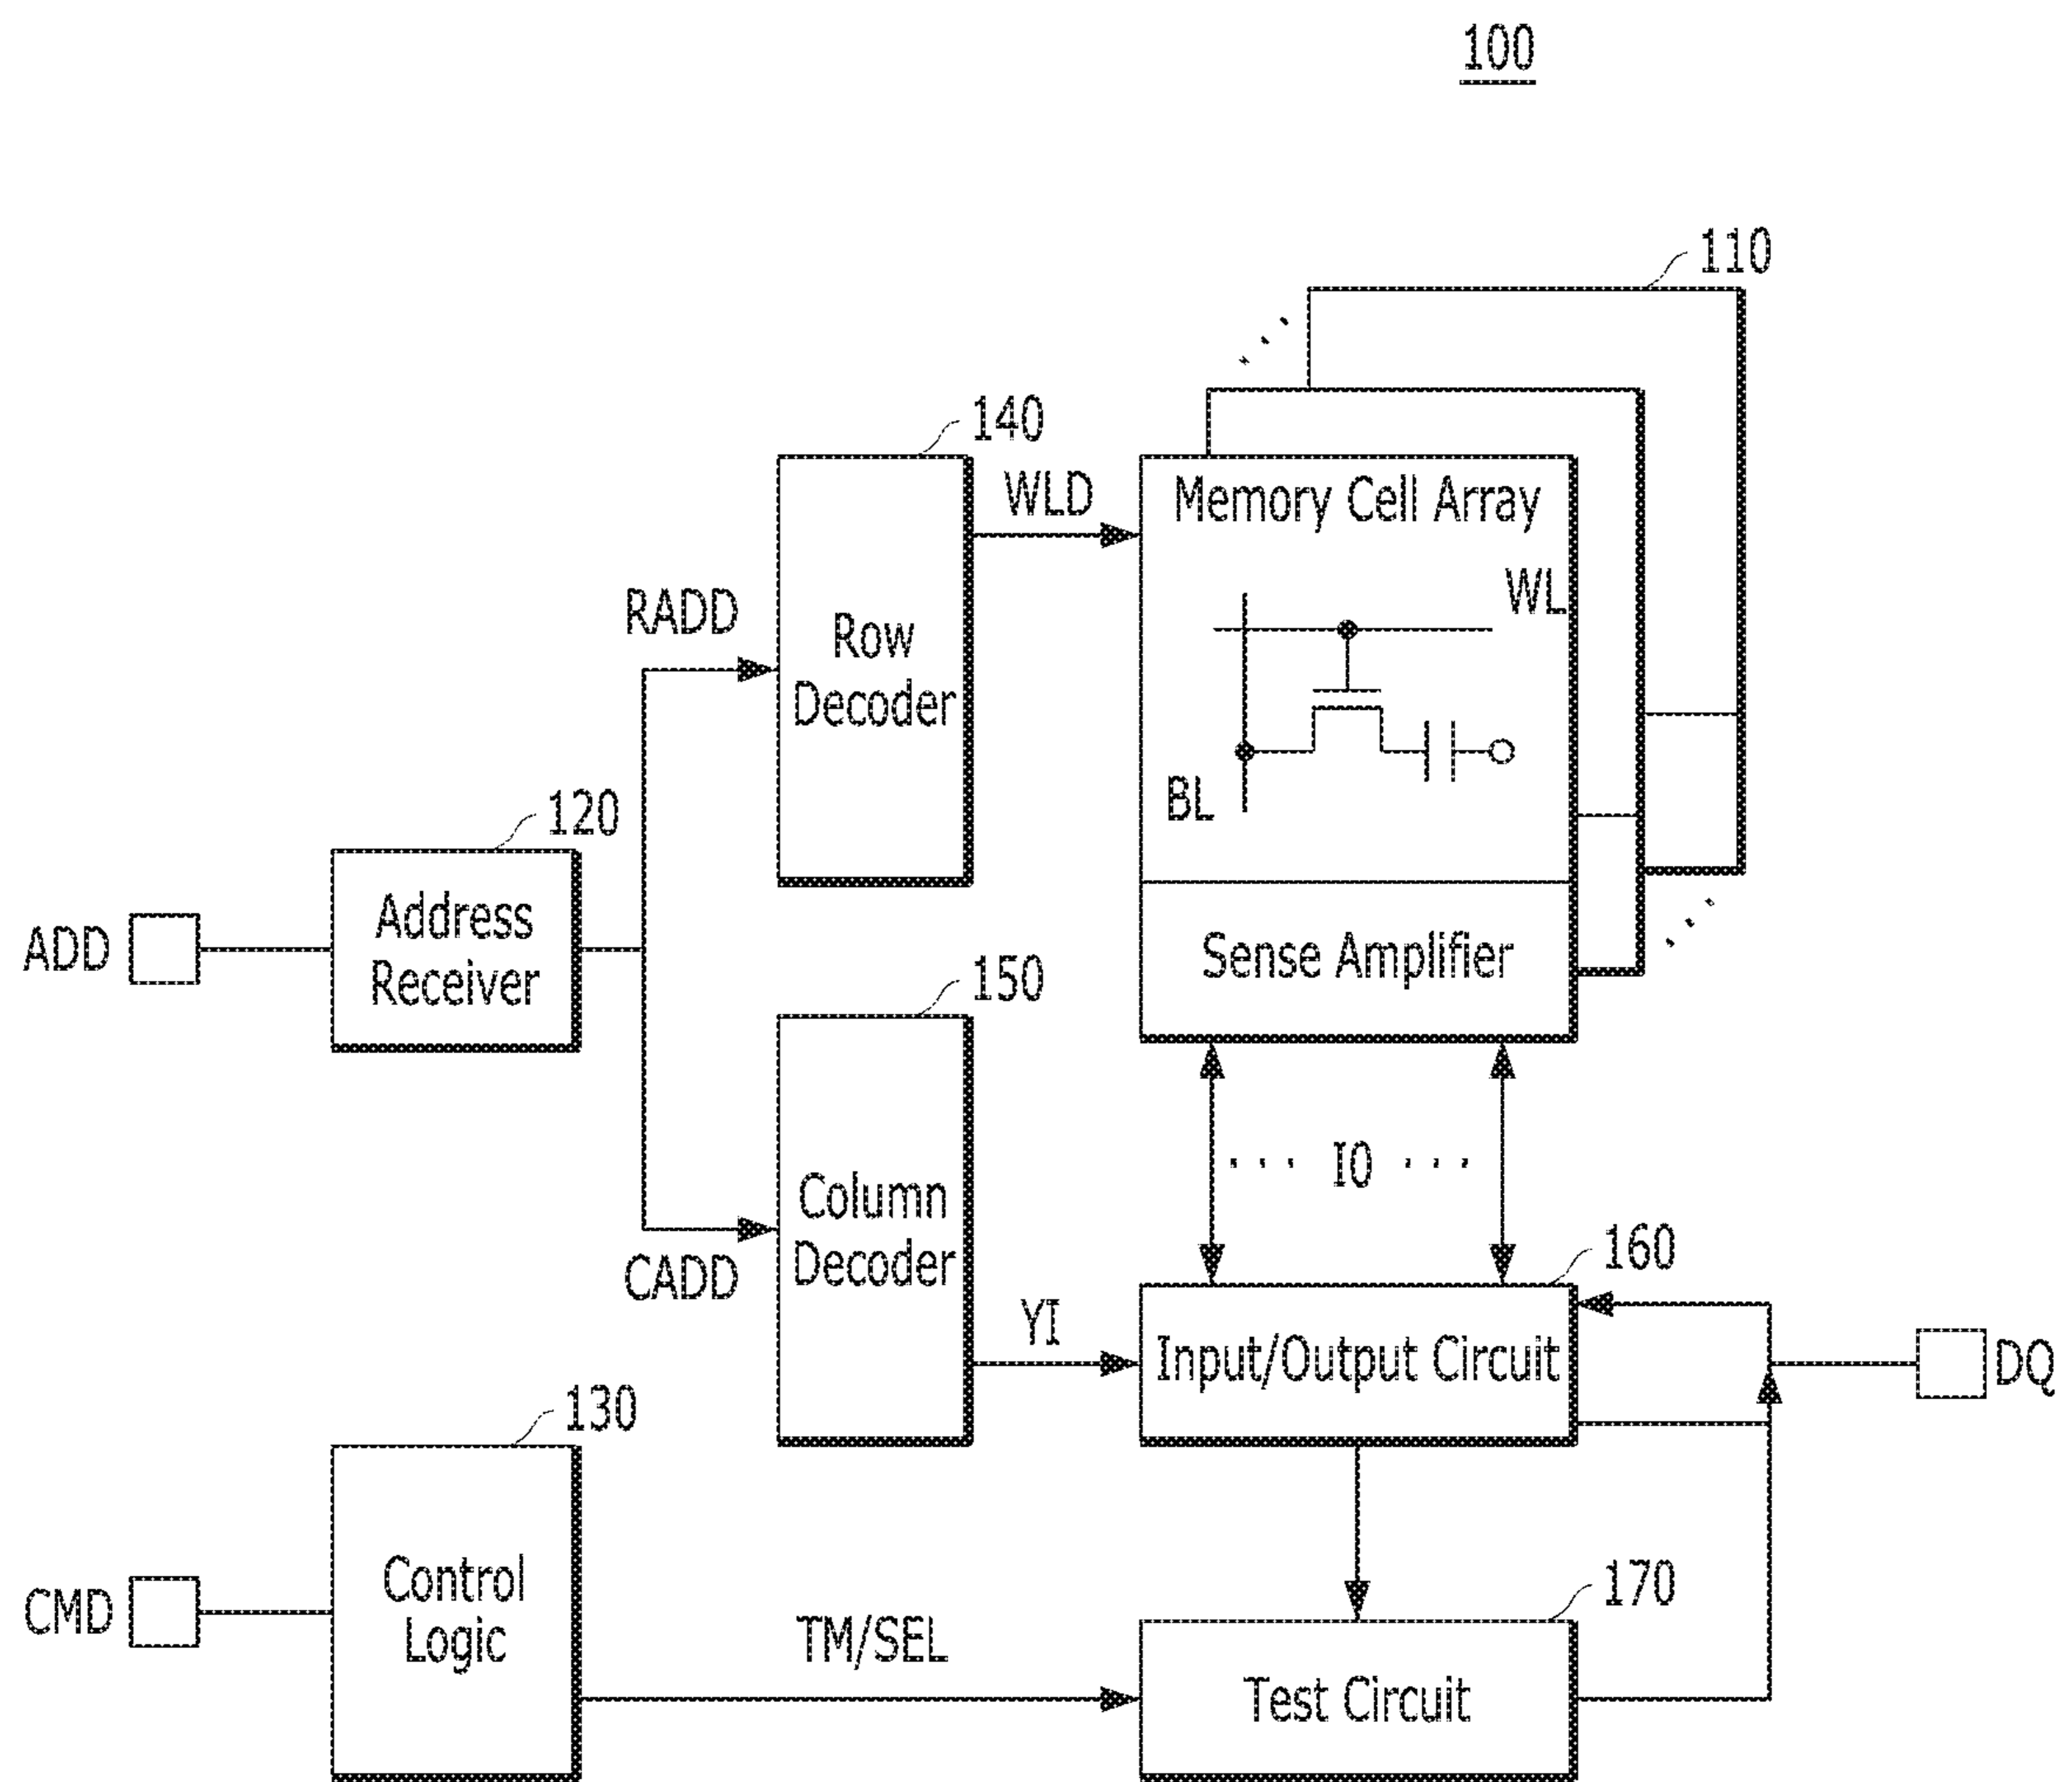 100
110
140
WLD
Memory Cell Array
WL
RADD
Row
Decoder
BL
120
Address
Receiver
ADD
150
Sense Amplifier
Column
Decoder
CADD
··· IO ···
160
YI
Input/Output Circuit
DQ
130
Control
Logic
CMD
TM/SEL
170
Test Circuit